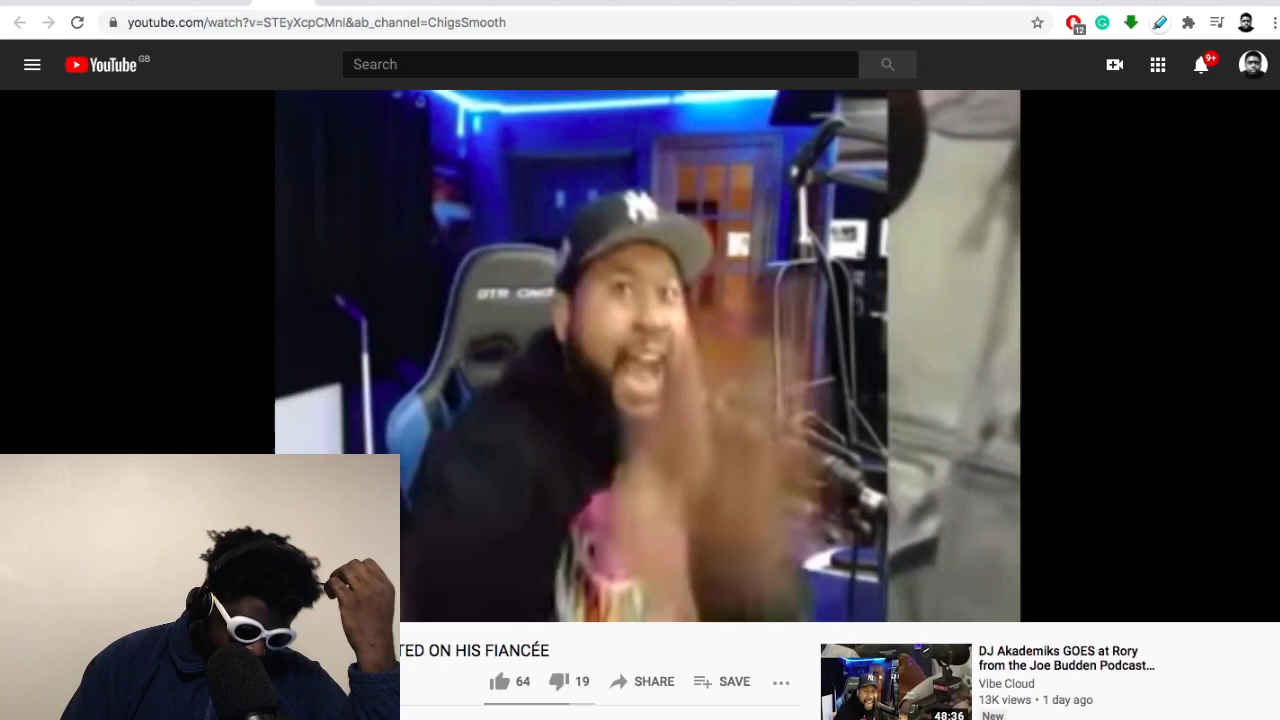 youtube.com/watch?v=STEyXcpCMnI&ab_channel=ChigsSmooth
12
YouTube GB
Search
9+
TED ON HIS FIANCÉE
64
19
SHARE
SAVE
DJ Akademiks GOES at Rory
from the Joe Budden Podcast...
Vibe Cloud
13K views • 1 day ago
New
48:36